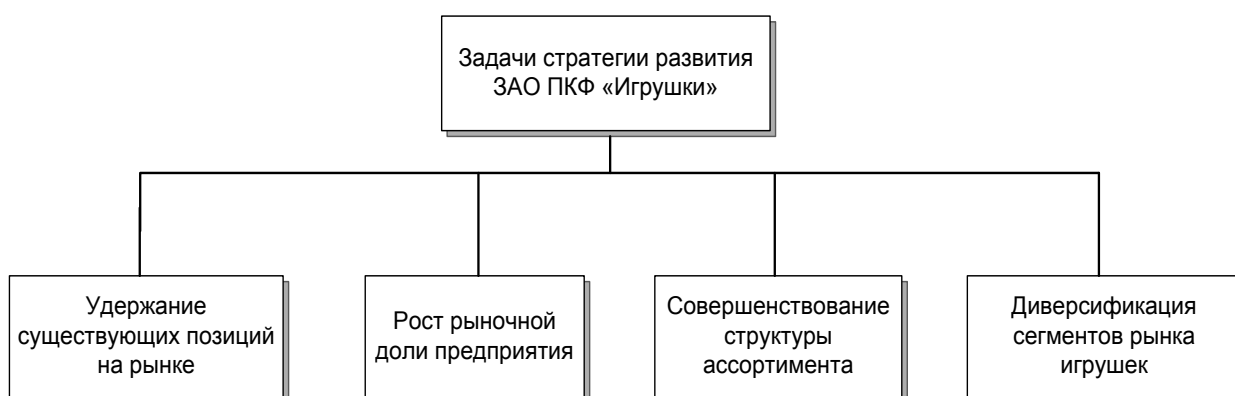 Задачи стратегии развития
ЗАО ПКФ «Игрушки»
Удержание
существующих позиций
на рынке
Рост рыночной
доли предприятия
Совершенствование
структуры
ассортимента
Диверсификация
сегментов рынка
игрушек